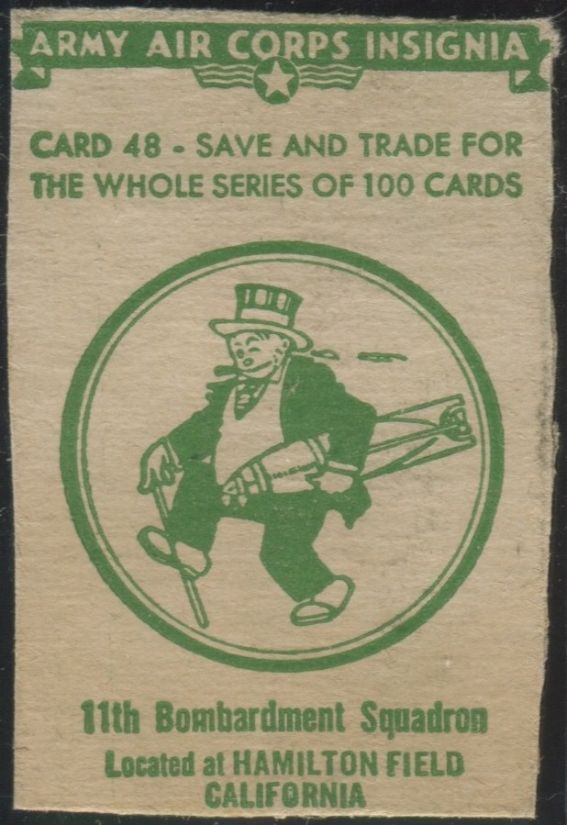 ARMY AIR CORPS INSIGNIA
CARD 48 - SAVE AND TRADE FOR
THE WHOLE SERIES OF 100 CARDS
11th Bombardment Squadron
Located at HAMILTON FIELD
CALIFORNIA